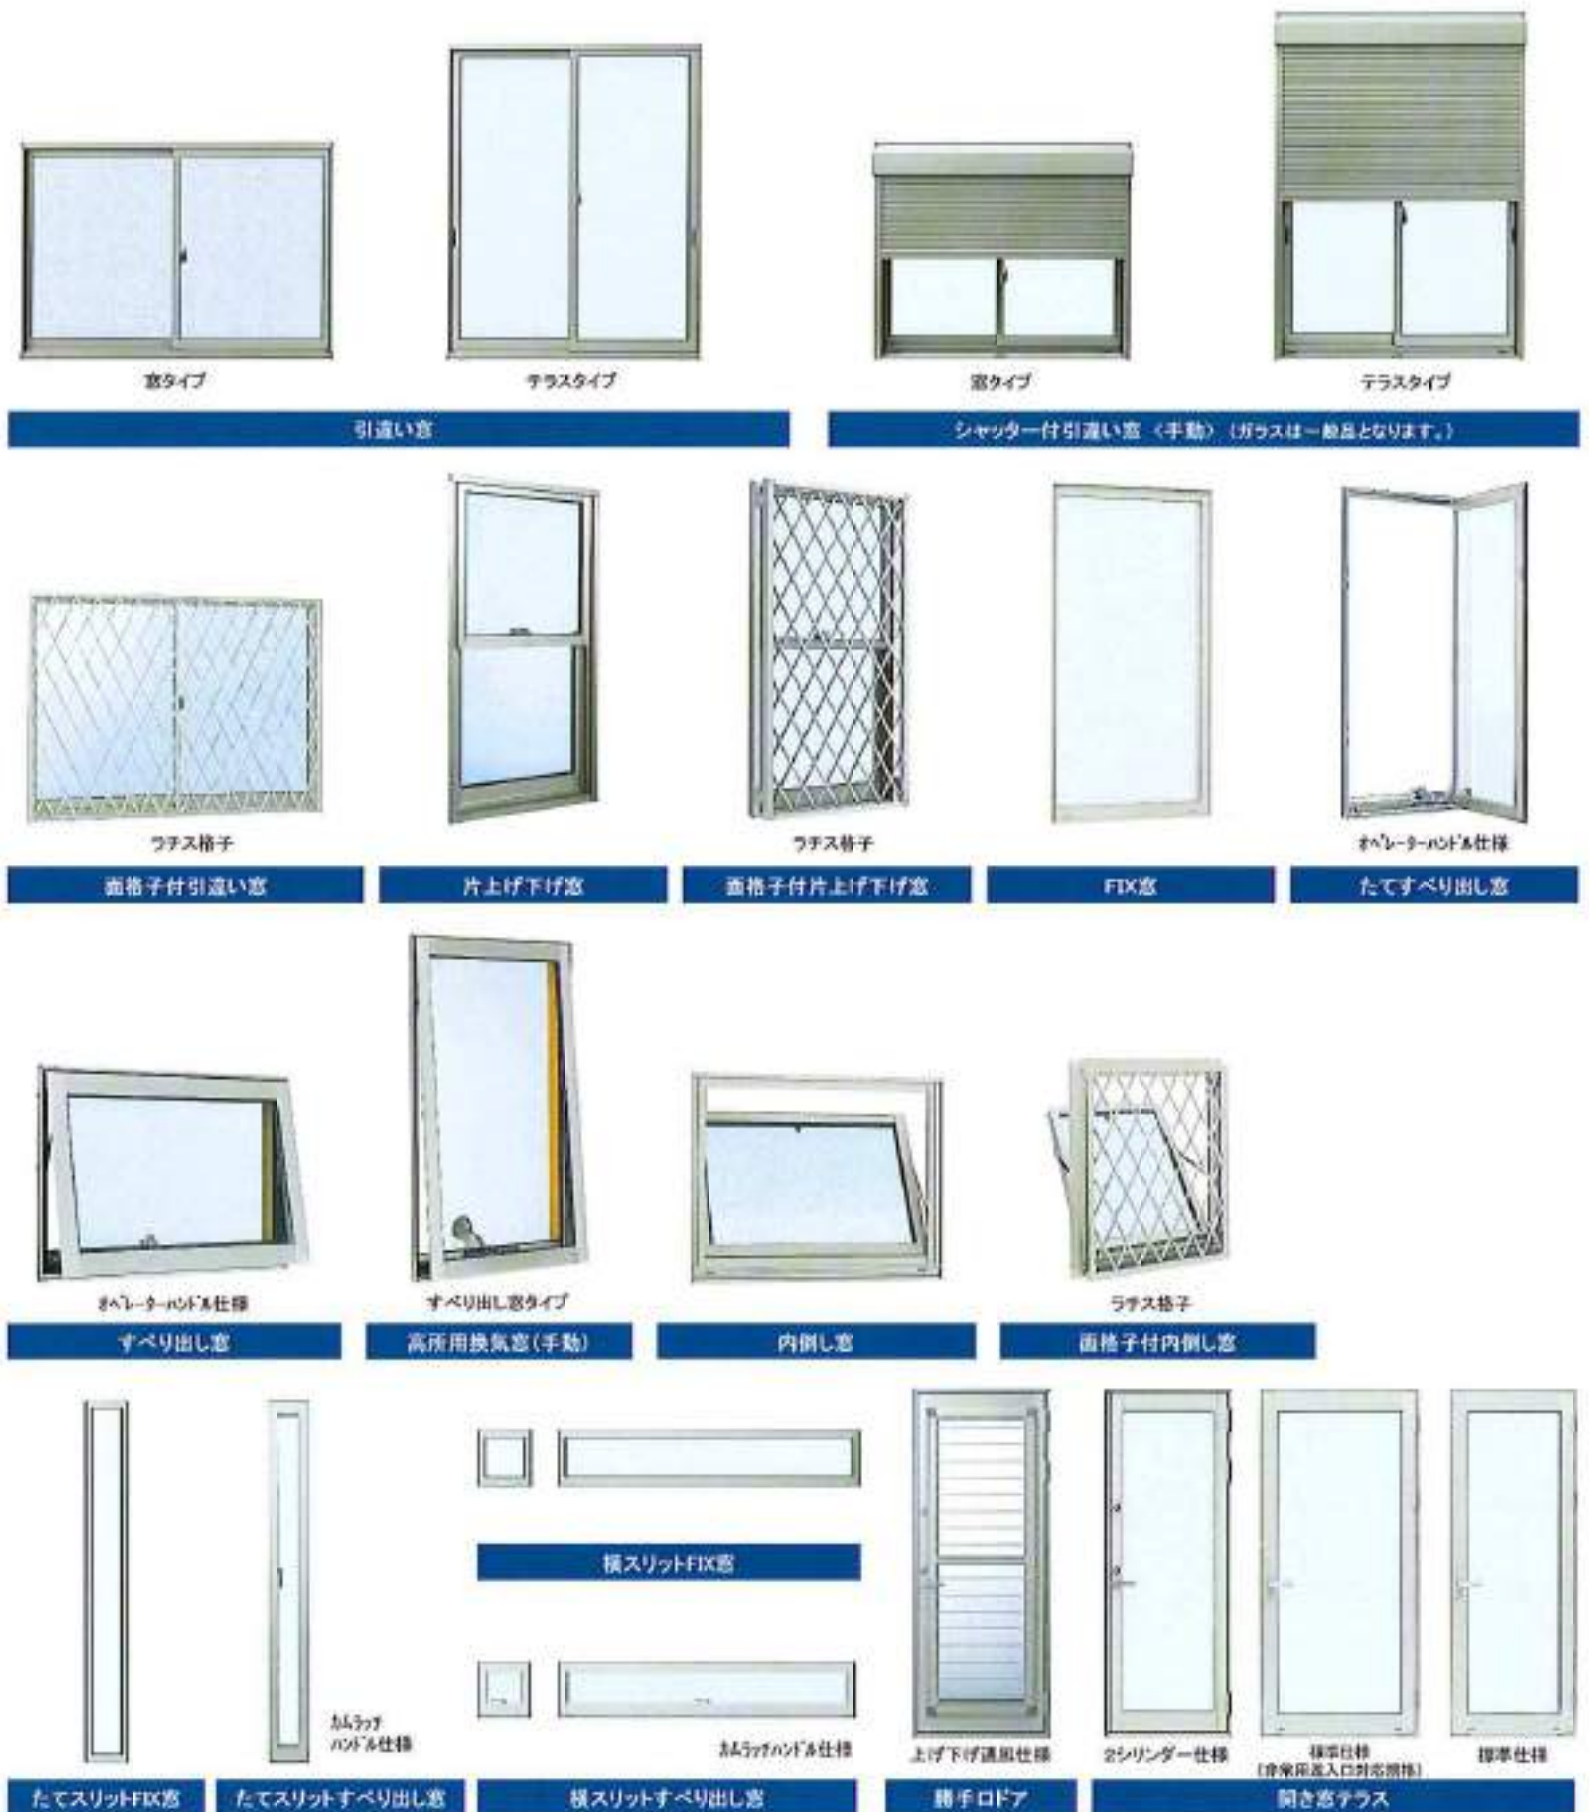 窓タイプ
テラスタイプ
窓タイプ
テラスタイプ
引違い窓
シャッター付引違い窓〈手動〉(ガラスは一般品となります。)
ラチス格子
ラチス格子
オペレーターハンドル仕様
面格子付引違い窓
片上げ下げ窓
面格子付片上げ下げ窓
FIX窓
たてすべり出し窓
オペレーターハンドル仕様
すべり出し窓タイプ
ラチス格子
すべり出し窓
高所用換気窓(手動)
内倒し窓
面格子付内倒し窓
横スリットFIX窓
カムラッチ
ハンドル仕様
カムラッチハンドル仕様
上げ下げ通風仕様
2シリンダー仕様
標準仕様
(非常用進入口対応規格)
標準仕様
たてスリットFIX窓
たてスリットすべり出し窓
横スリットすべり出し窓
勝手口ドア
開き窓テラス